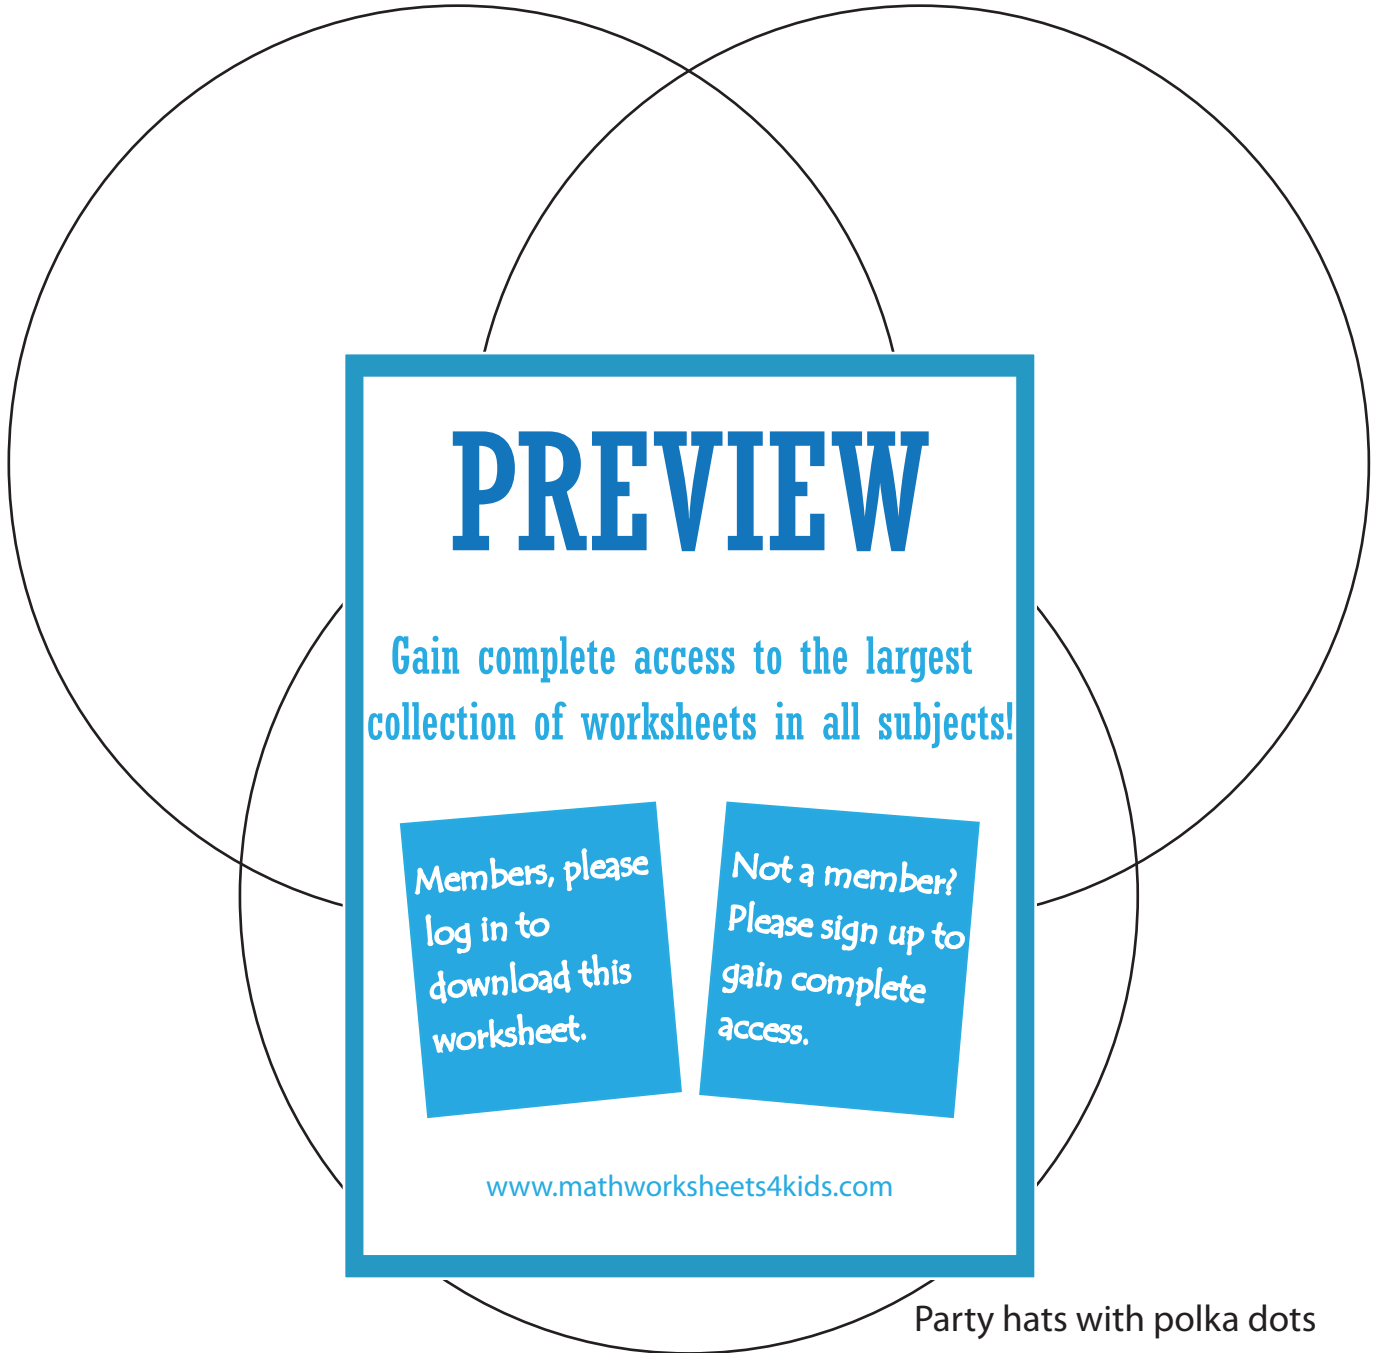 PREVIEW
Gain complete access to the largest
collection of worksheets in all subjects!
Members, please
log in to
download this
worksheet.
Not a member?
Please sign up to
gain complete
access.
www.mathworksheets4kids.com
Party hats with polka dots